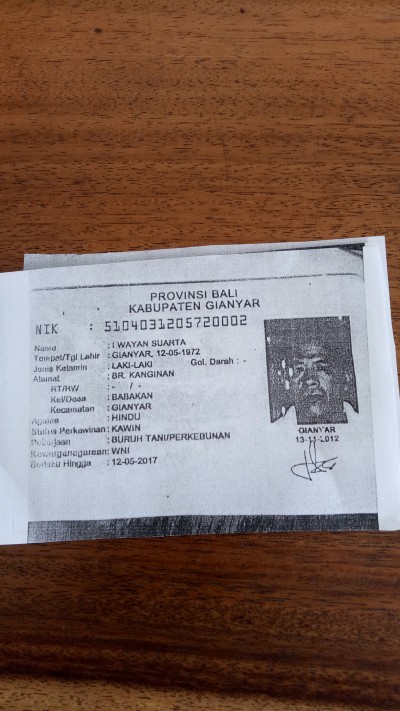 PROVINSI BALI
KABUPATEN GIANYAR
NIK : 5104031205720002
Nama : I WAYAN SUARTA
Tempat/Tgl Lahir : GIANYAR, 12-05-1972
Jenis Kelamin : LAKI-LAKI Gol. Darah : -
Alamat : BR. KANGINAN
RT/RW : - / -
Kel/Desa : BABAKAN
Kecamatan : GIANYAR
Agama : HINDU
Status Perkawinan : KAWIN
Pekerjaan : BURUH TANI/PERKEBUNAN
Kewarganegaraan: WNI
Berlaku Hingga : 12-05-2017
GIANYAR
13-11-2012